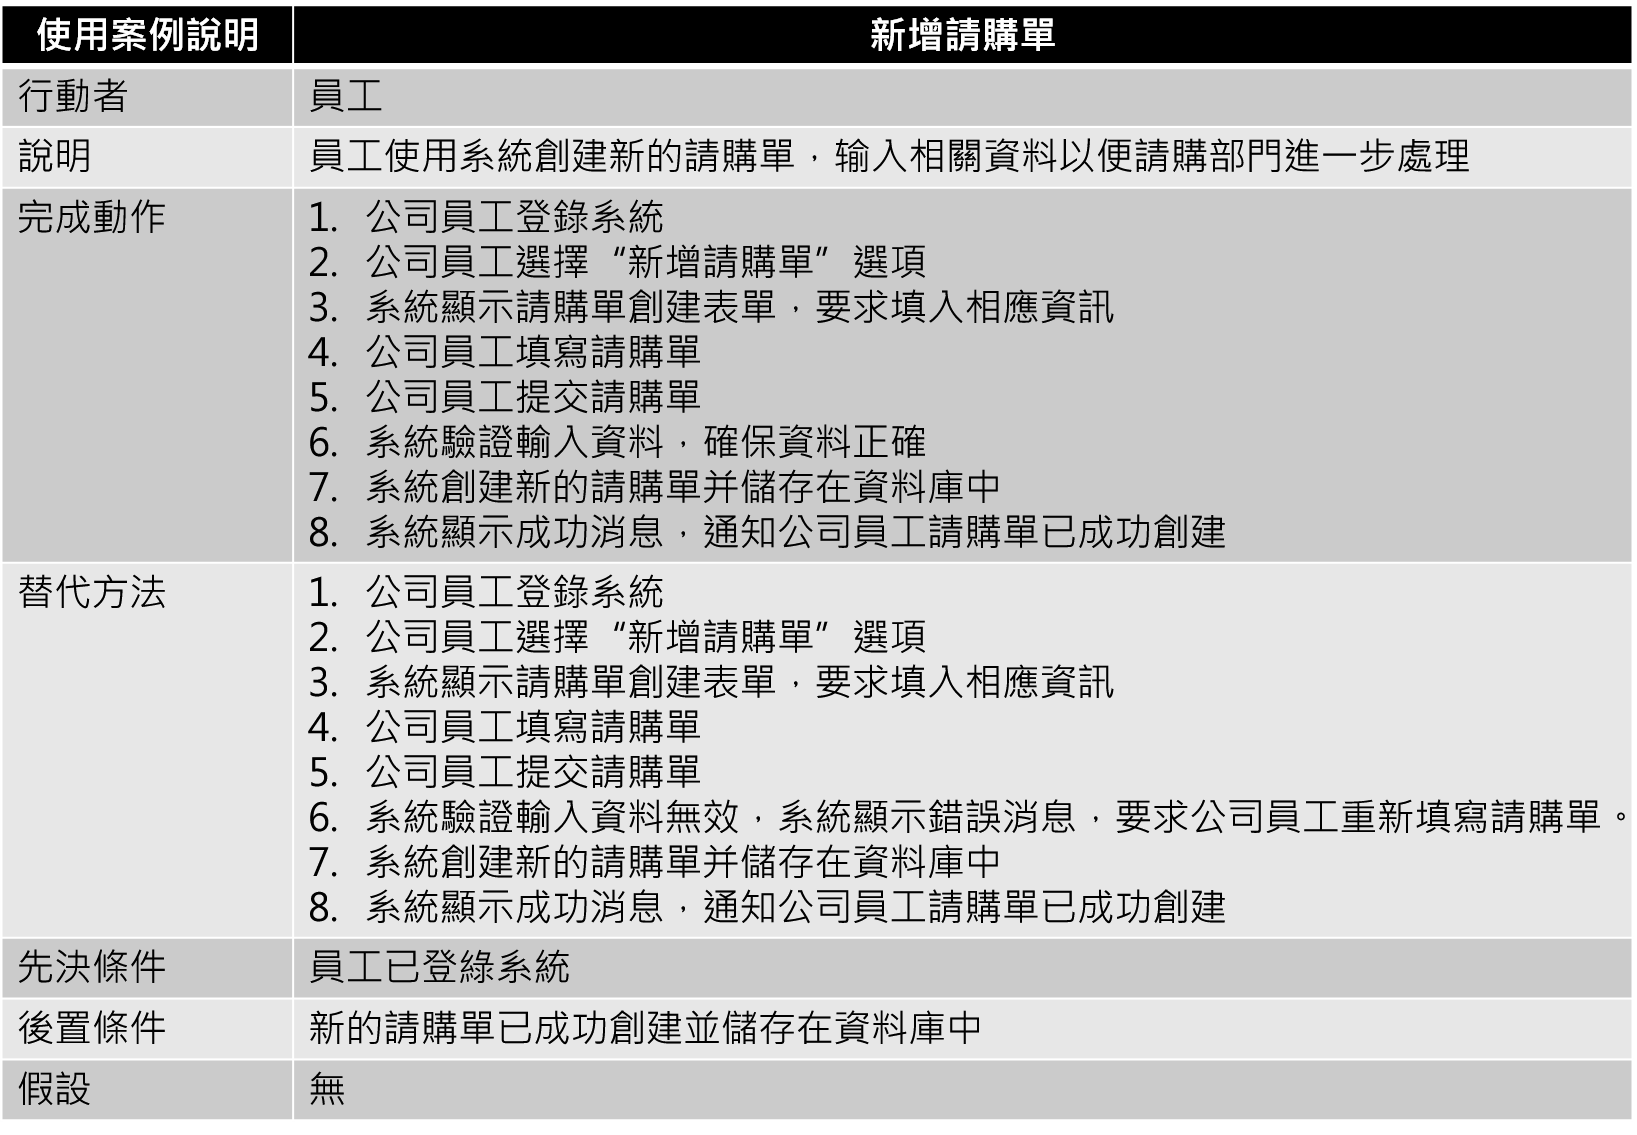 使用案例說明 新增請購單
行動者 員工
說明 員工使用系統創建新的請購單，输入相關資料以便請購部門進一步處理
完成動作 1. 公司員工登錄系統
2. 公司員工選擇“新增請購單”選項
3. 系統顯示請購單創建表單，要求填入相應資訊
4. 公司員工填寫請購單
5. 公司員工提交請購單
6. 系統驗證輸入資料，確保資料正確
7. 系統創建新的請購單并儲存在資料庫中
8. 系統顯示成功消息，通知公司員工請購單已成功創建
替代方法 1. 公司員工登錄系統
2. 公司員工選擇“新增請購單”選項
3. 系統顯示請購單創建表單，要求填入相應資訊
4. 公司員工填寫請購單
5. 公司員工提交請購單
6. 系統驗證輸入資料無效，系統顯示錯誤消息，要求公司員工重新填寫請購單。
7. 系統創建新的請購單并儲存在資料庫中
8. 系統顯示成功消息，通知公司員工請購單已成功創建
先決條件 員工已登綠系統
後置條件 新的請購單已成功創建並儲存在資料庫中
假設 無